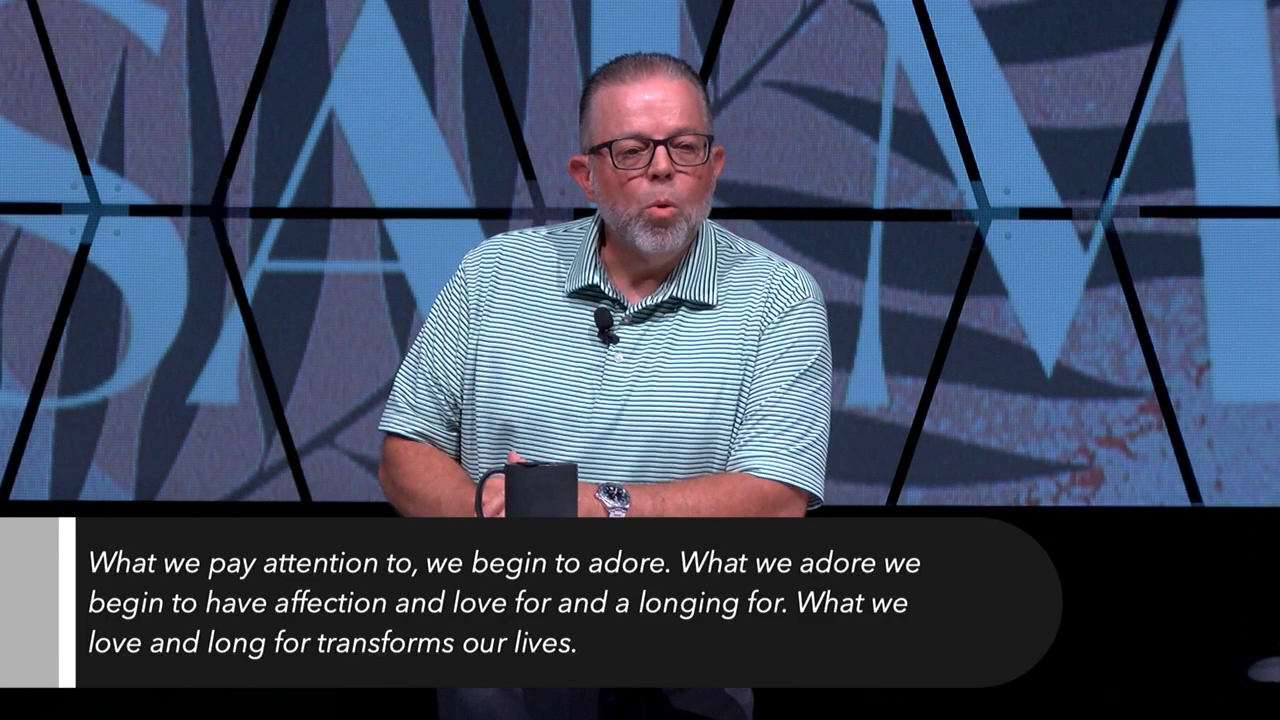 SALM
What we pay attention to, we begin to adore. What we adore we
begin to have affection and love for and a longing for. What we
love and long for transforms our lives.